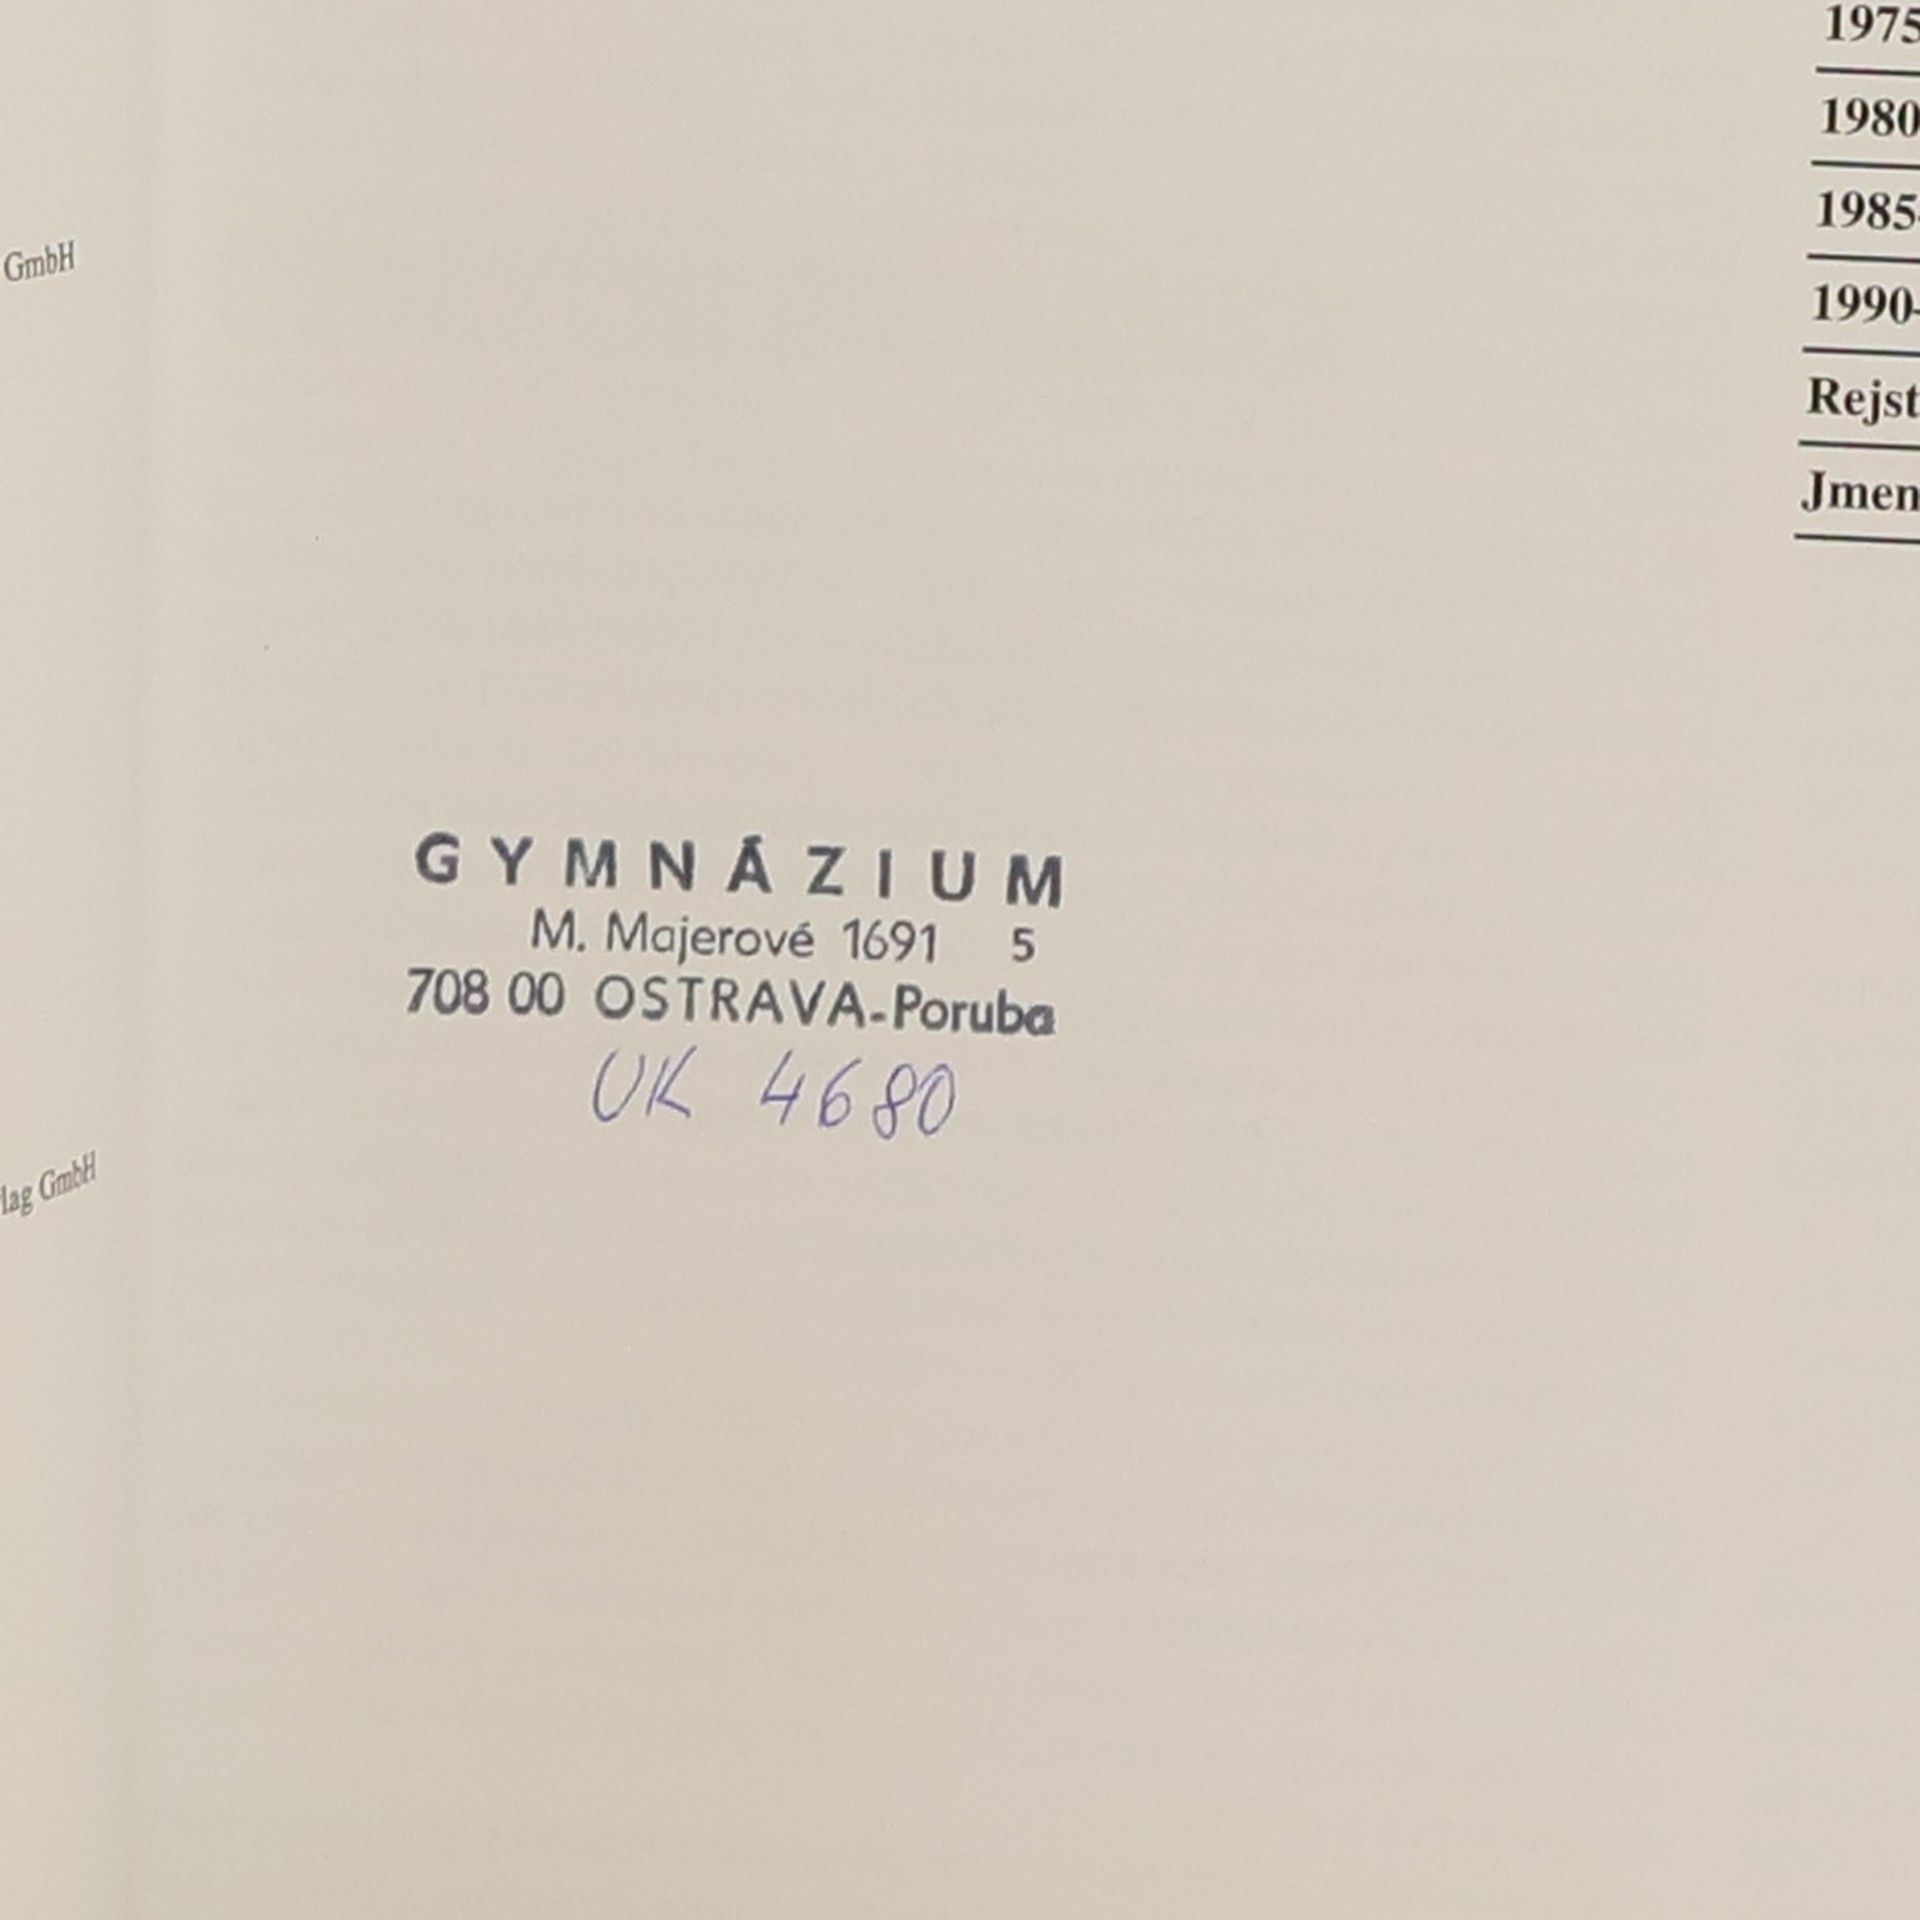 GmbH
lag GmbH
GYMNÁZIUM
M. Majerové 1691 5
708 00 OSTRAVA-Poruba
UK 4680
1975
1980
1985-
1990-
Rejst
Jmen